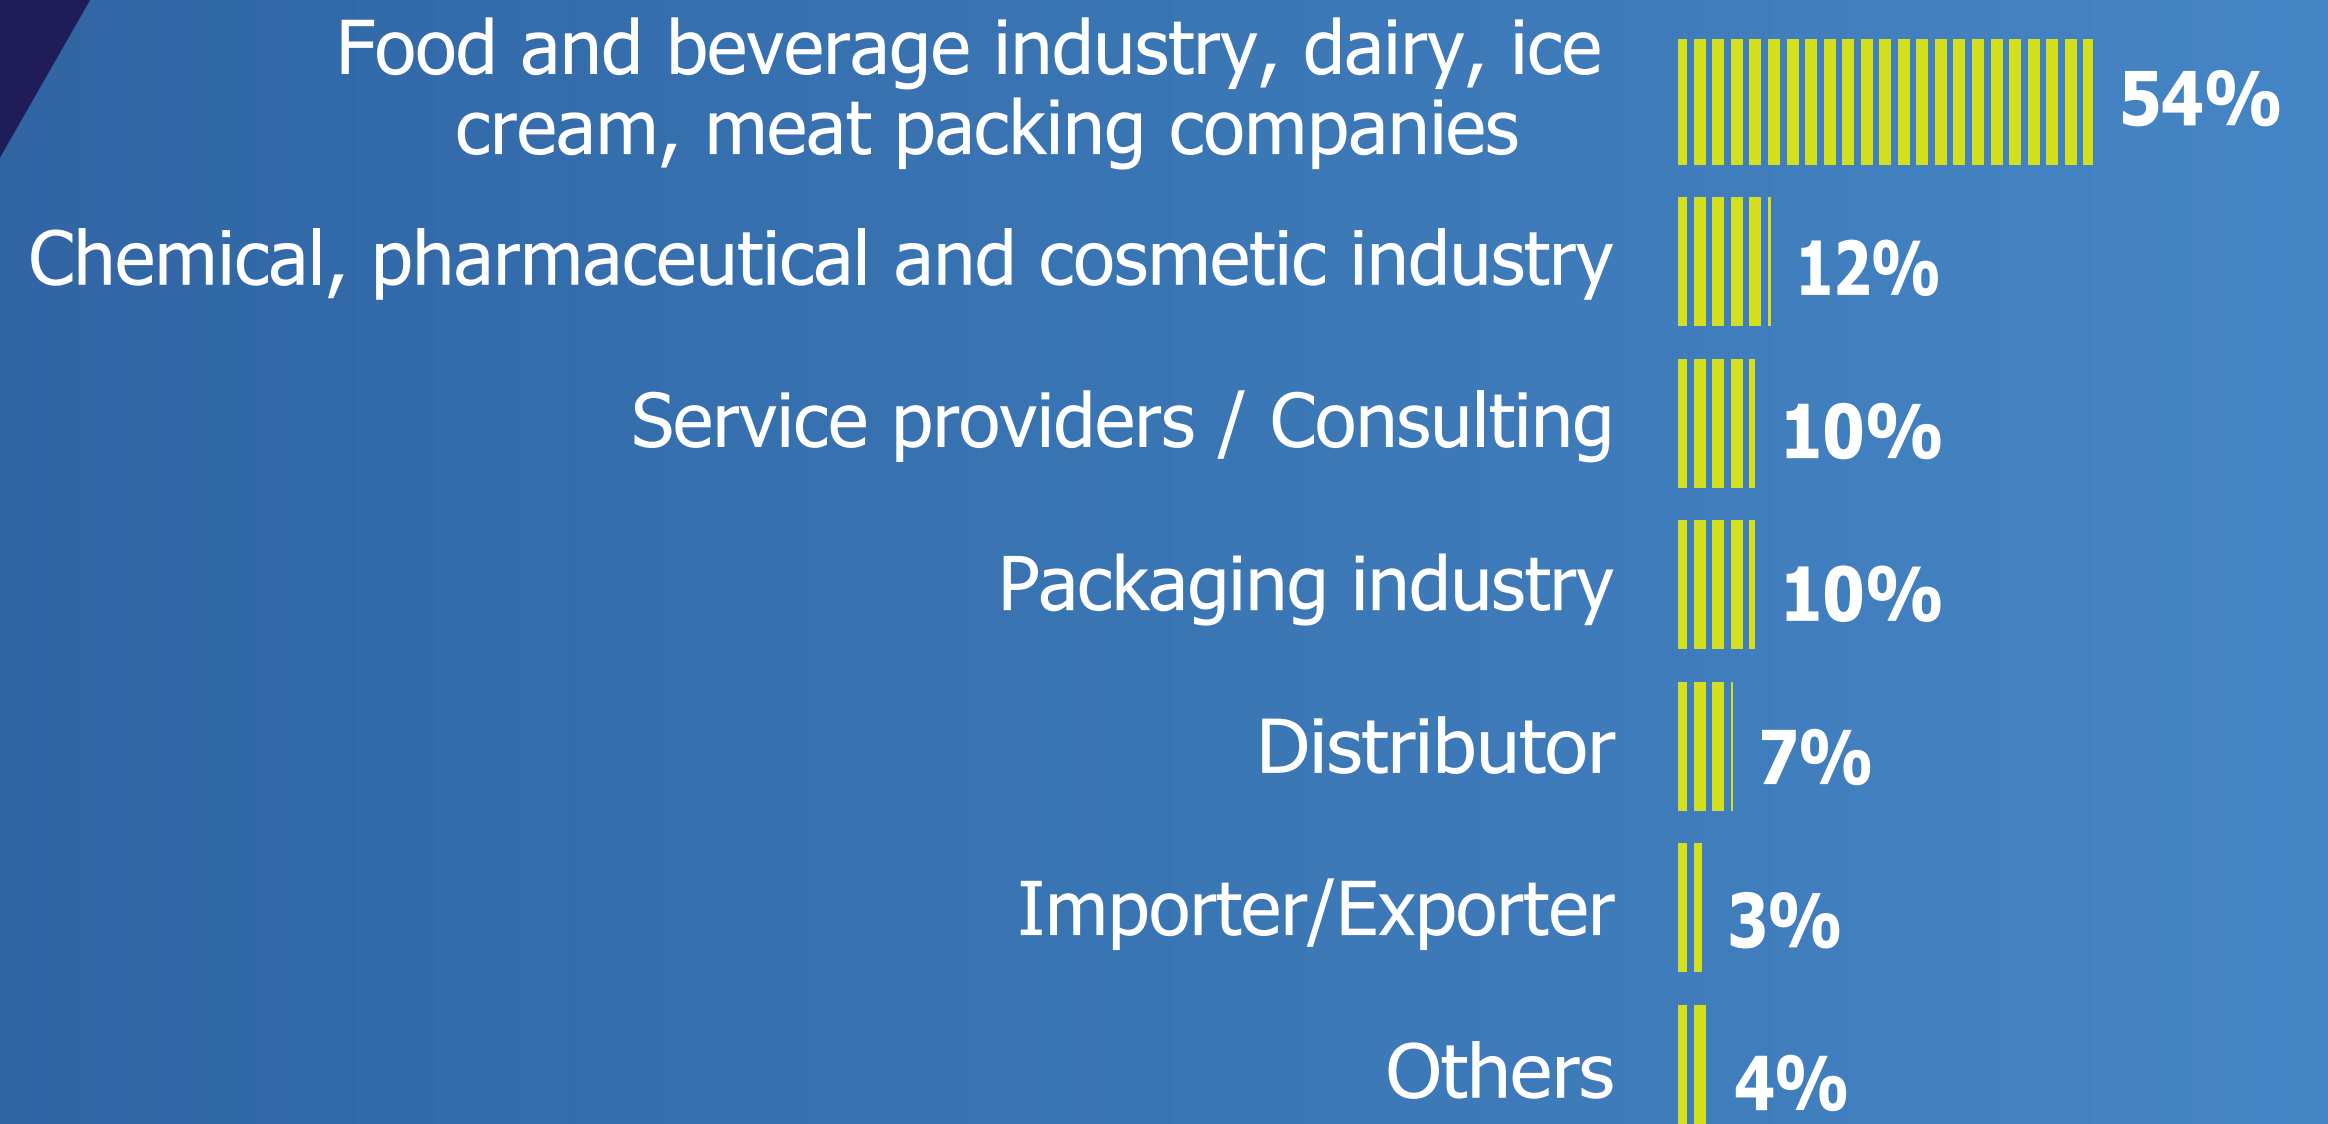 Food and beverage industry, dairy, ice
cream, meat packing companies
54%
Chemical, pharmaceutical and cosmetic industry
12%
Service providers / Consulting
10%
Packaging industry
10%
Distributor
7%
Importer/Exporter
3%
Others
4%